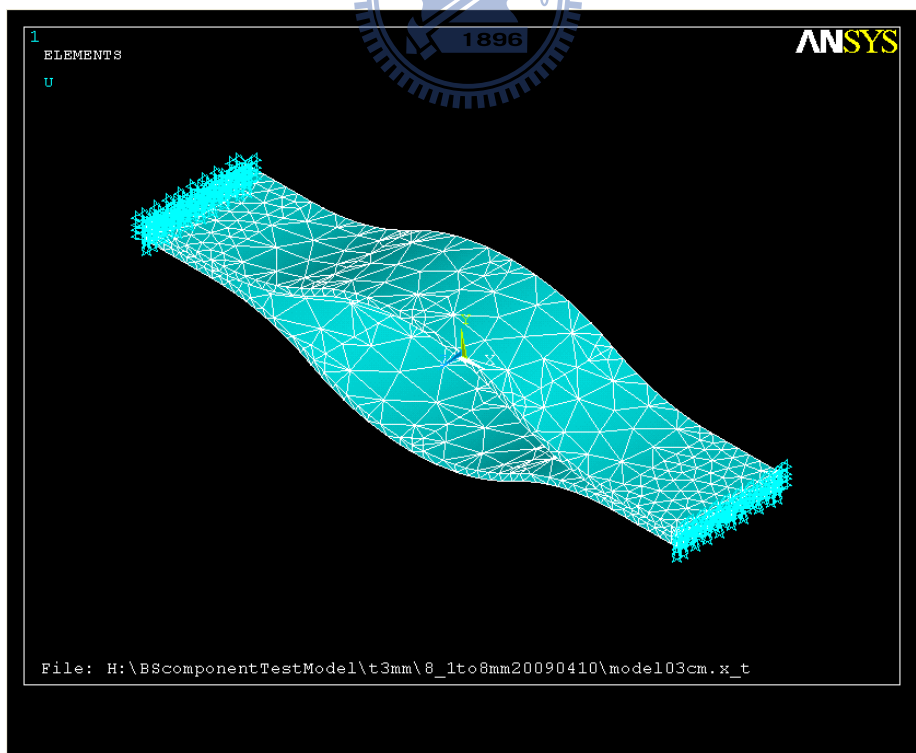 1896
1
ANSYS
ELEMENTS
U
Y
X
File: H:\BScomponentTestModel\t3mm\8_1to8mm20090410\model03cm.x_t